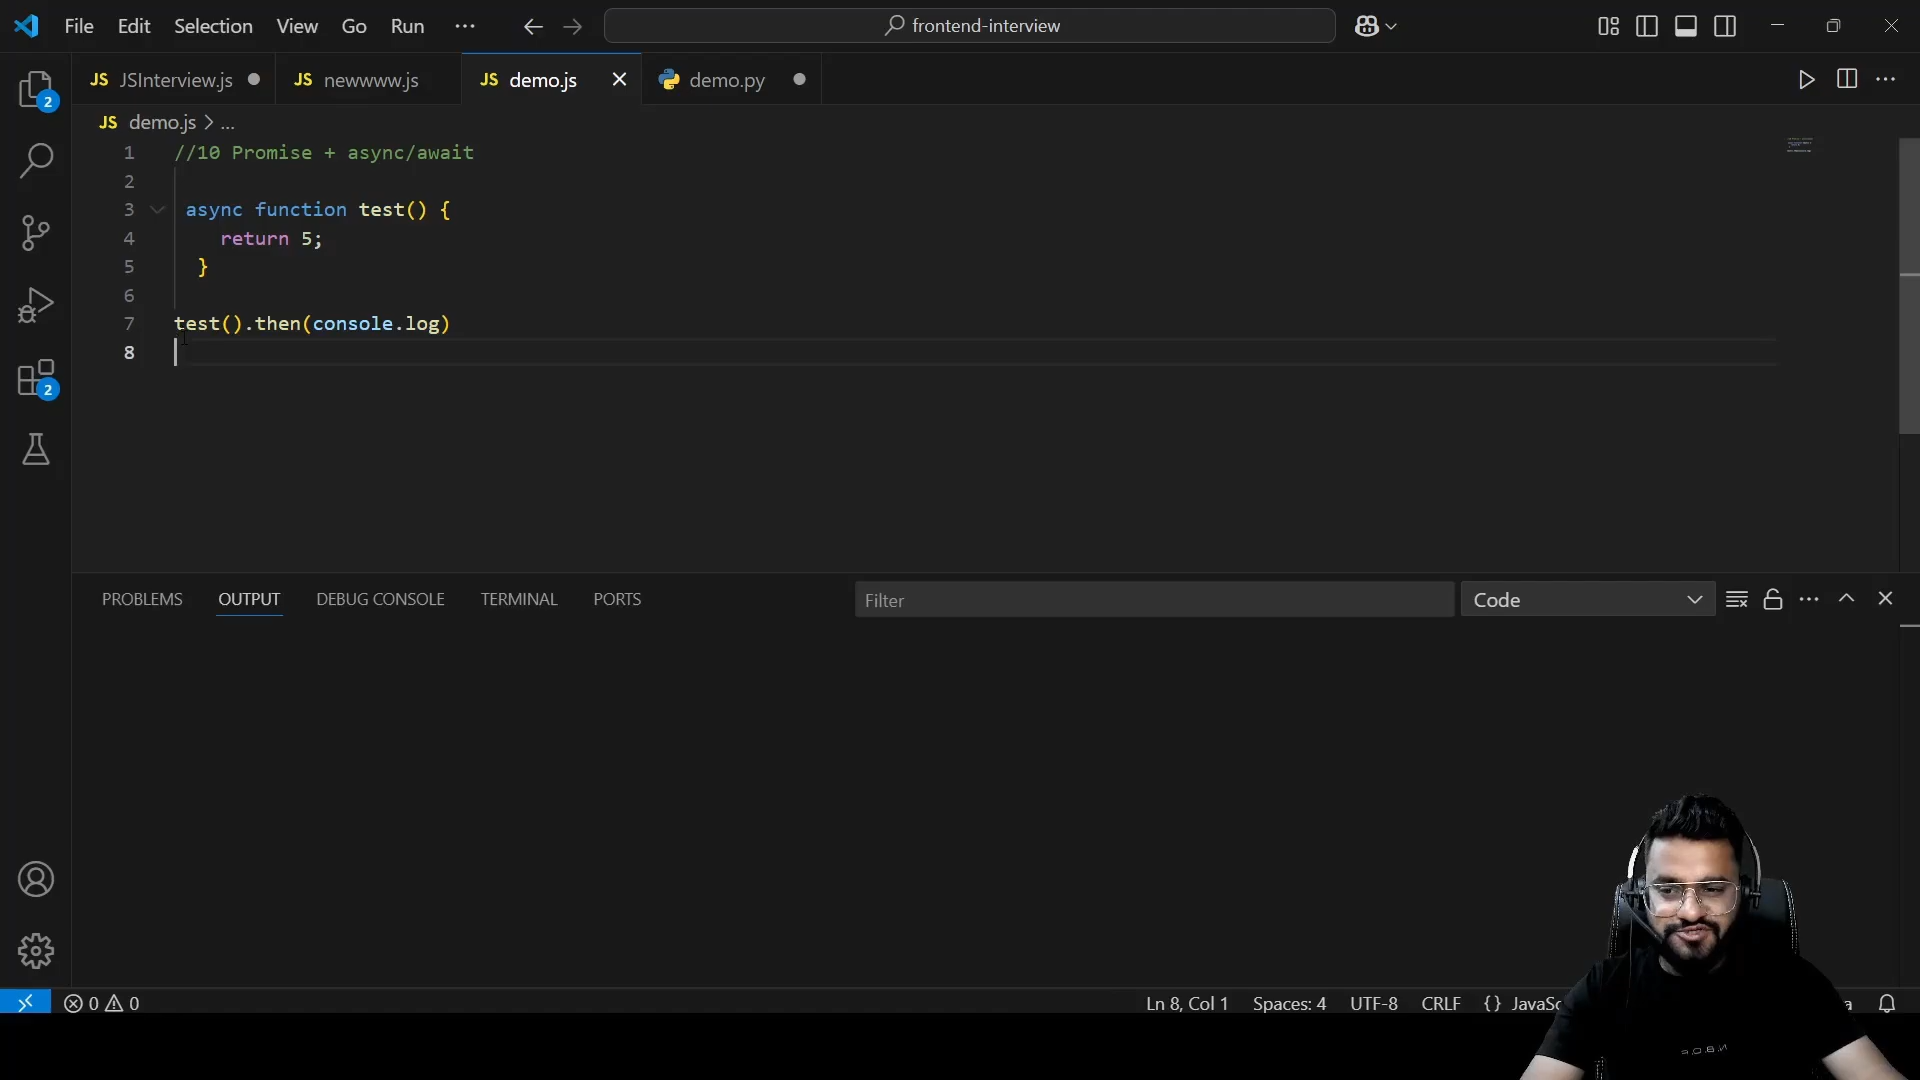 File Edit Selection View Go Run ... frontend-interview
JS JSInterview.js JS newwww.js JS demo.js demo.py
JS demo.js > ...
1 //10 Promise + async/await
2
3 async function test() {
4 return 5;
5 }
6
7 test().then(console.log)
8
PROBLEMS OUTPUT DEBUG CONSOLE TERMINAL PORTS Filter Code
2
2
0 0 Ln 8, Col 1 Spaces: 4 UTF-8 CRLF {}